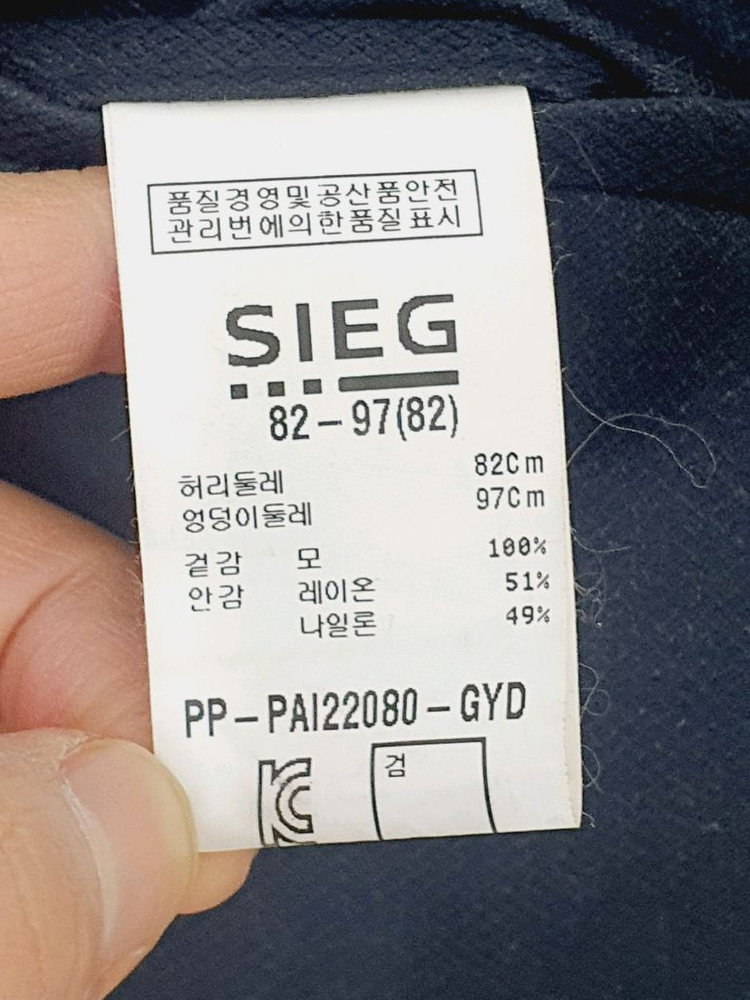 품질경영및공산품안전
관리번에의한품질표시
SIEG
82-97(82)
허리둘레 82Cm
엉덩이둘레 97Cm
겉감 모 100%
안감 레이온 51%
나일론 49%
PP-PAI22080-GYD
KC 검